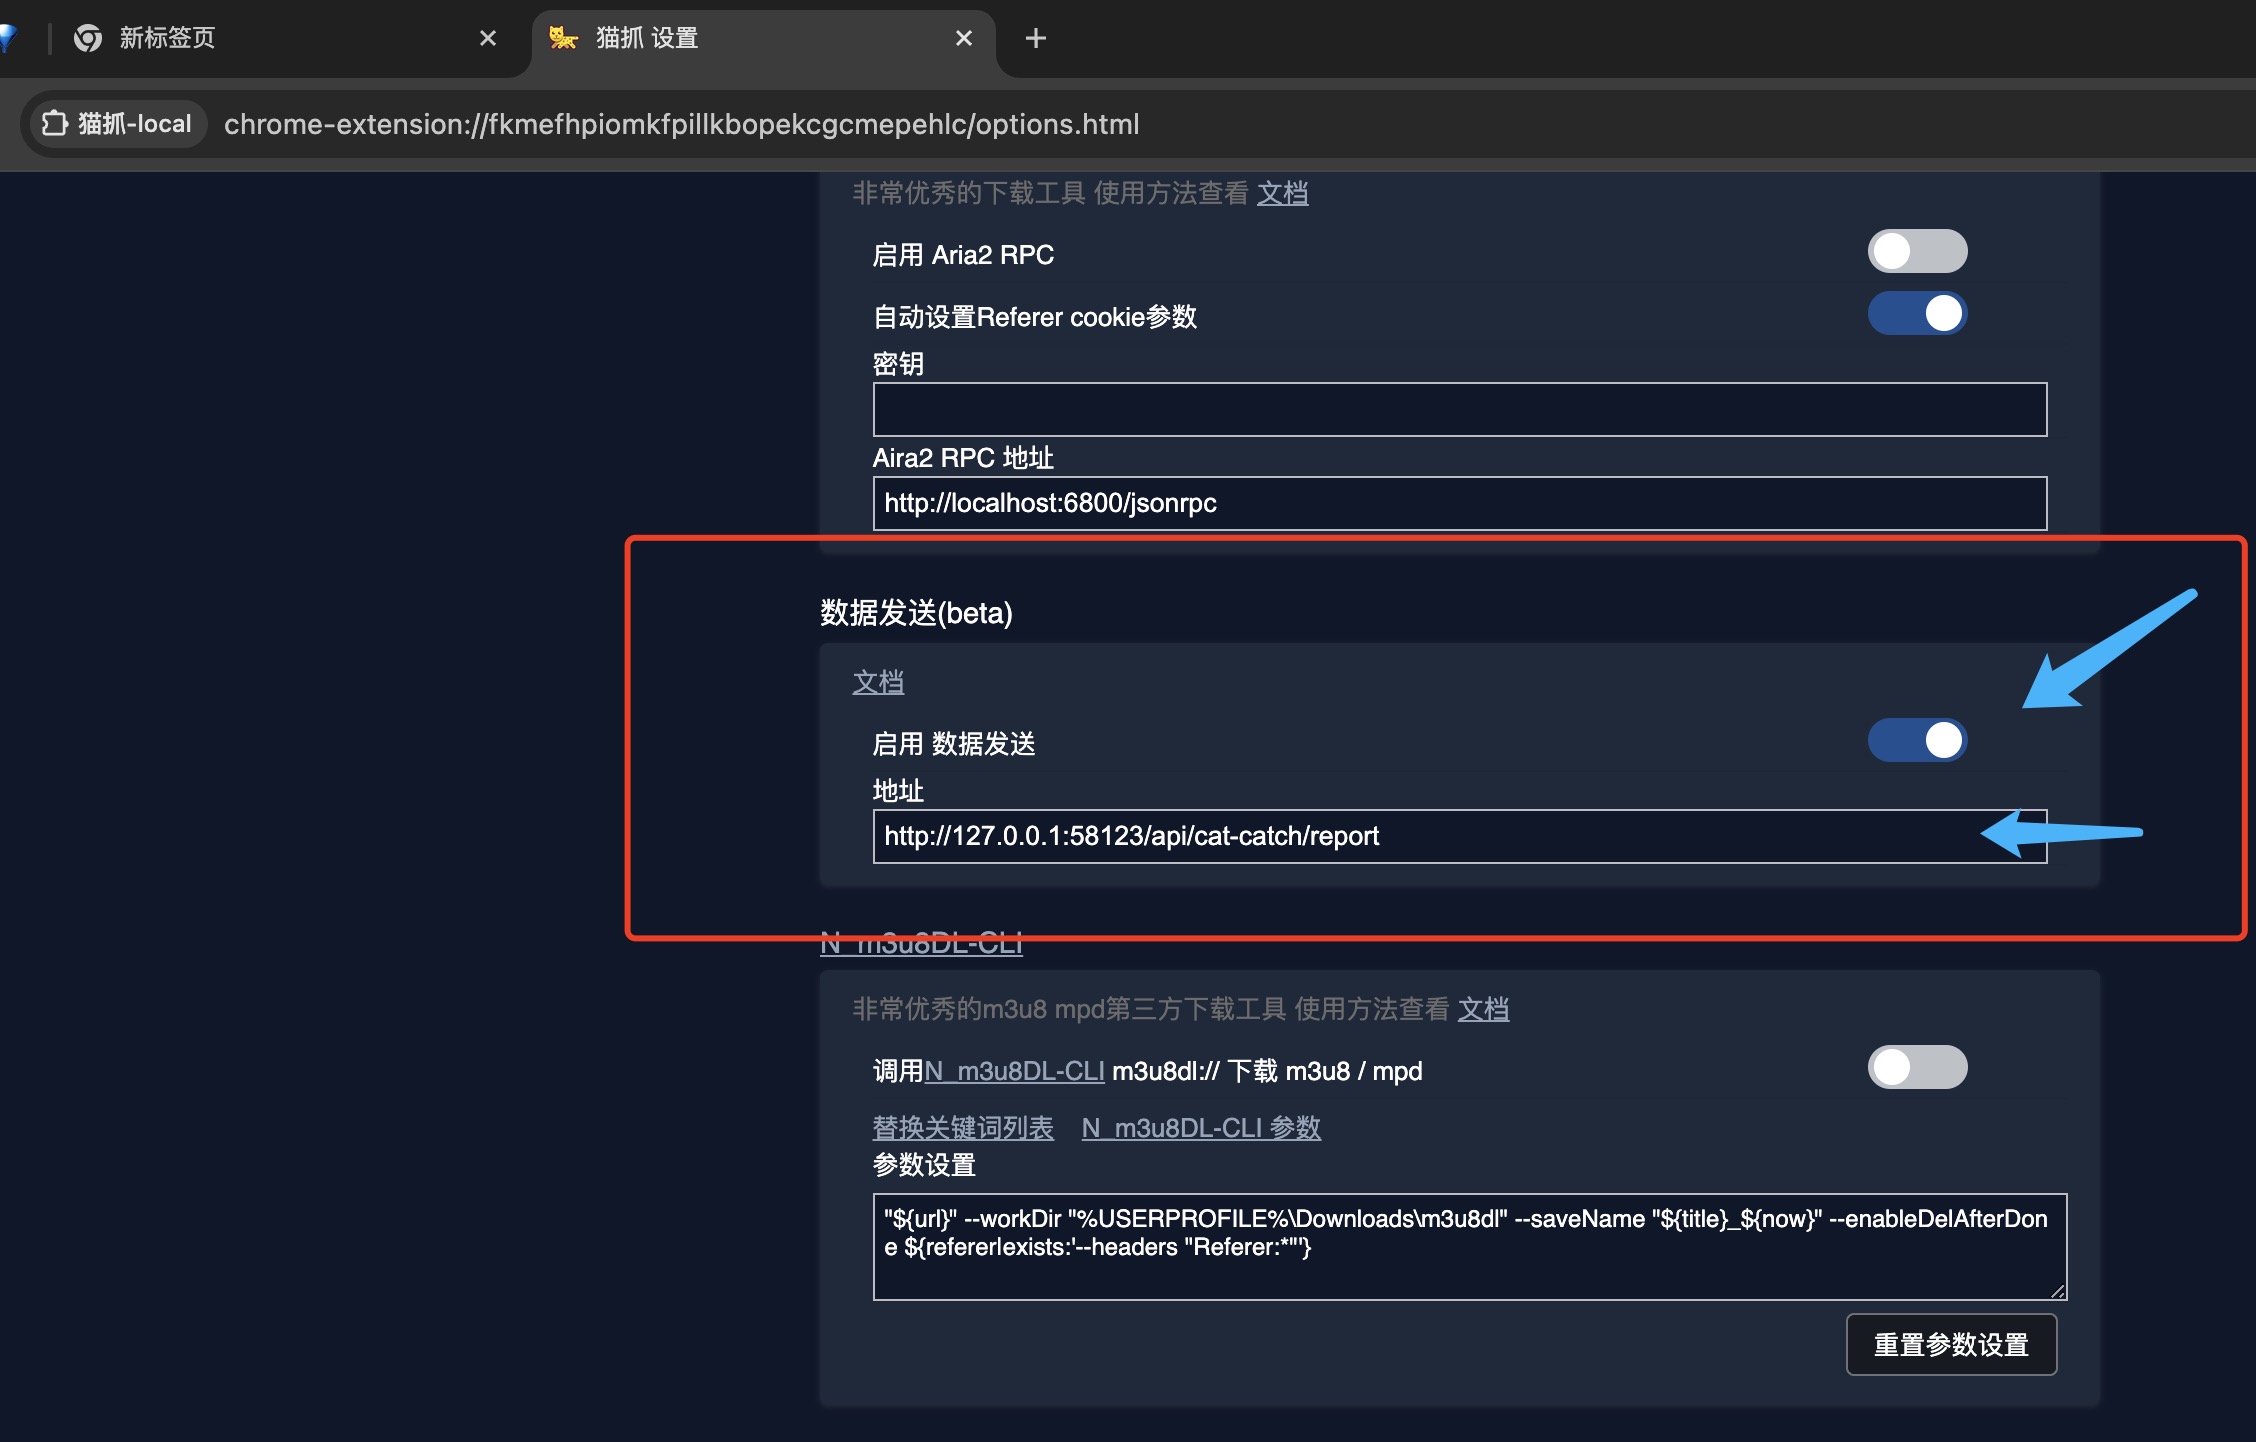 新标签页
猫抓 设置
猫抓-local
chrome-extension://fkmefhpiomkfpillkbopekcgcmepehlc/options.html
非常优秀的下载工具 使用方法查看 文档
启用 Aria2 RPC
自动设置Referer cookie参数
密钥
Aira2 RPC 地址
http://localhost:6800/jsonrpc
数据发送(beta)
文档
启用 数据发送
地址
http://127.0.0.1:58123/api/cat-catch/report
N_m3u8DL-CLI
非常优秀的m3u8 mpd第三方下载工具 使用方法查看 文档
调用N_m3u8DL-CLI m3u8dl:// 下载 m3u8 / mpd
替换关键词列表 N_m3u8DL-CLI 参数
参数设置
"${url}" --workDir "%USERPROFILE%\Downloads\m3u8dl" --saveName "${title}_${now}" --enableDelAfterDon
e ${referer|exists:'--headers "Referer:*"'}
重置参数设置